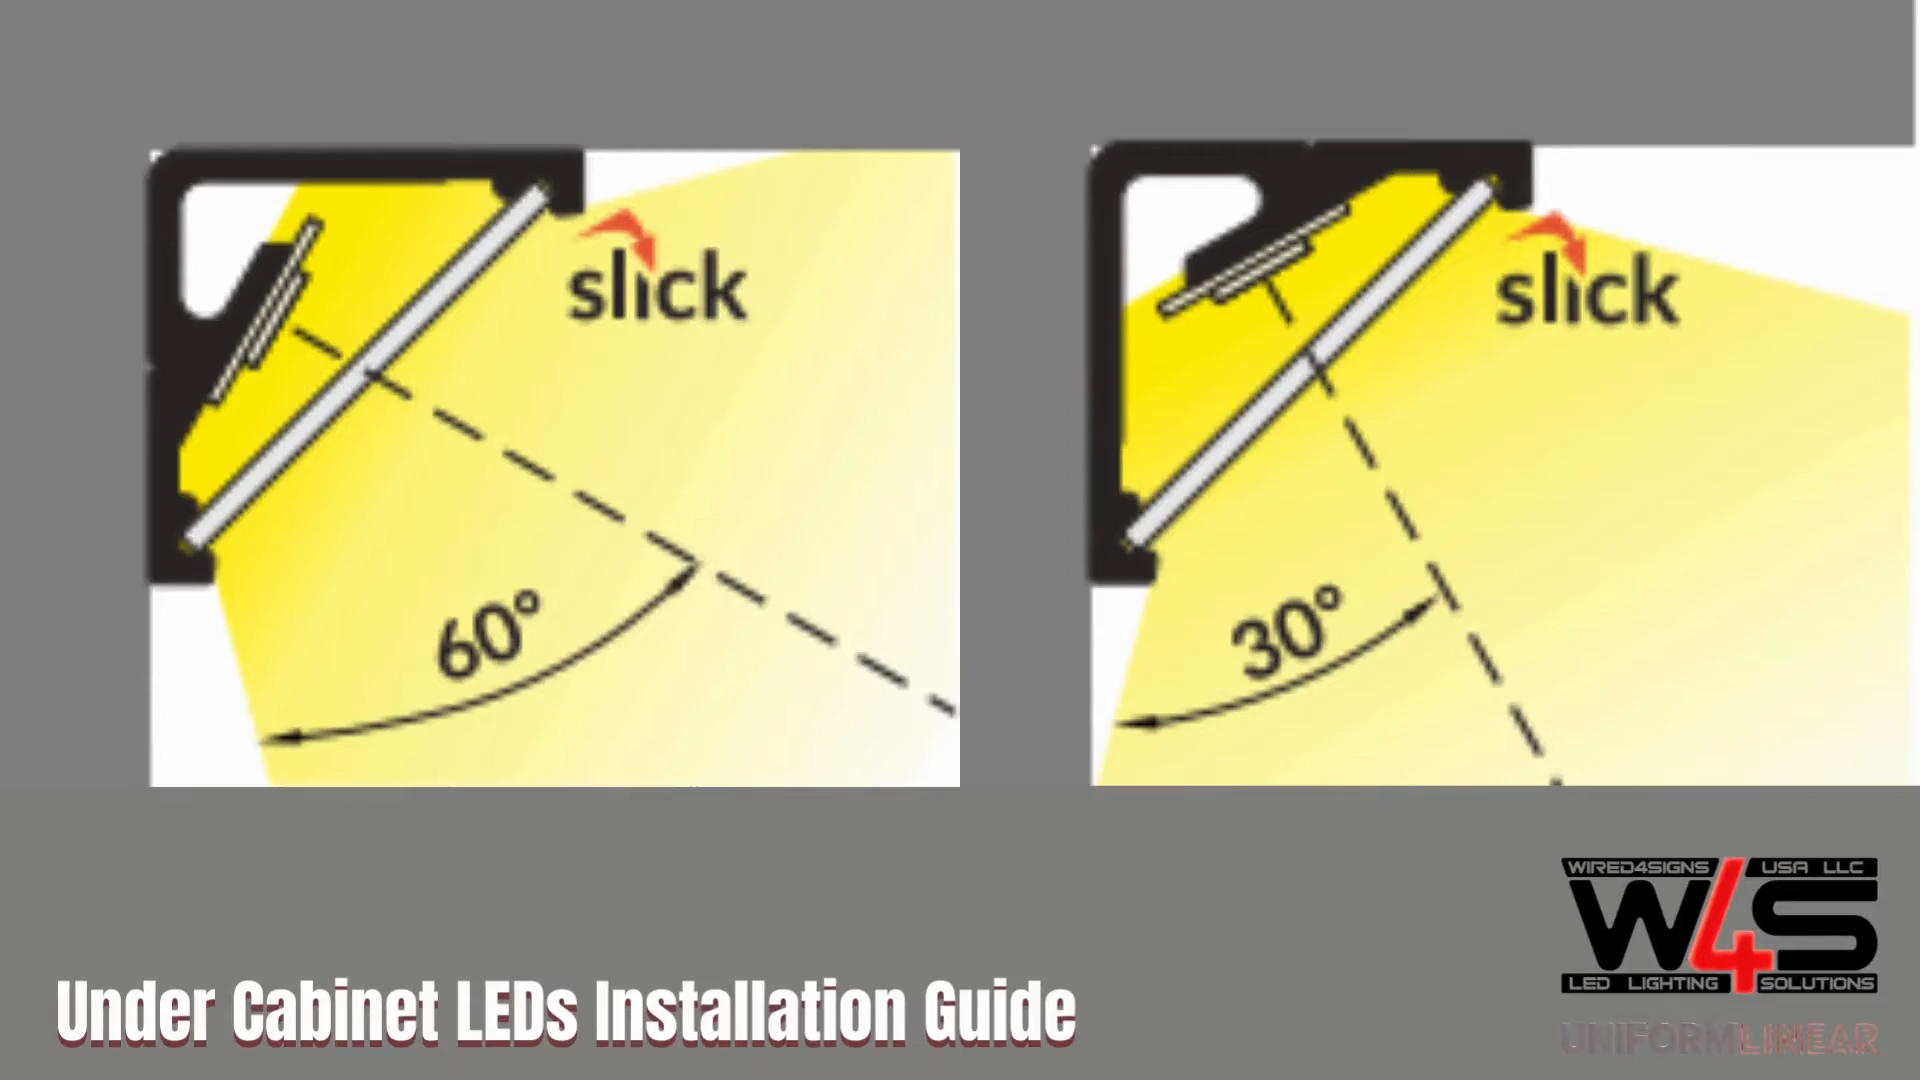 slick
60°
slick
30°
WIRED4SIGNS USA LLC
W4S
LED LIGHTING SOLUTIONS
UNIFORMLINEAR
Under Cabinet LEDs Installation Guide